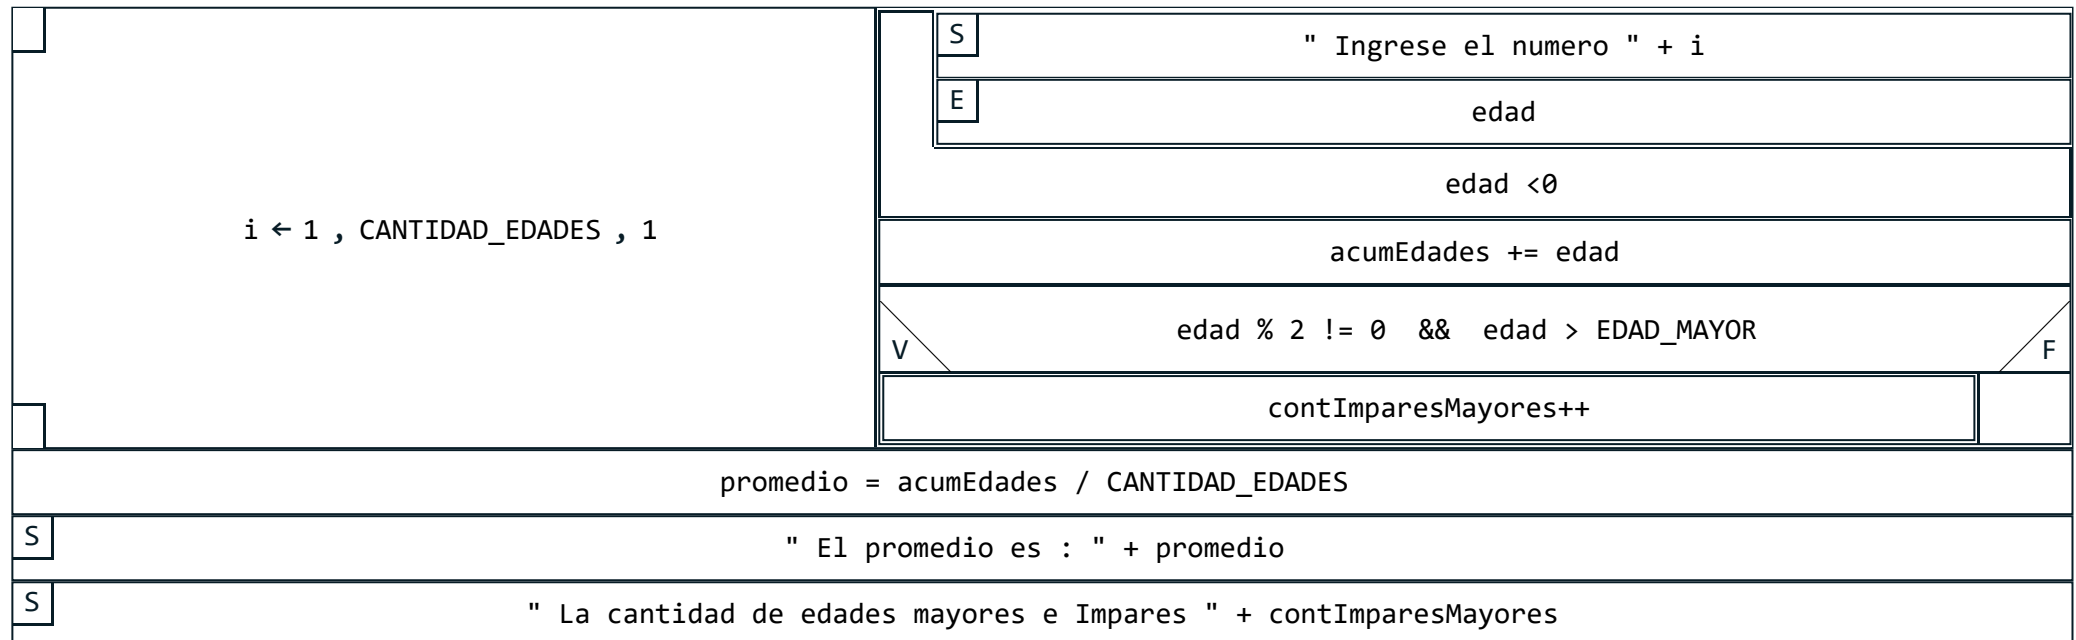 S
" Ingrese el numero " + i
E
edad
edad <0
i ← 1 , CANTIDAD_EDADES , 1
acumEdades += edad
V
edad % 2 != 0 && edad > EDAD_MAYOR
F
contImparesMayores++
promedio = acumEdades / CANTIDAD_EDADES
S
" El promedio es : " + promedio
S
" La cantidad de edades mayores e Impares " + contImparesMayores